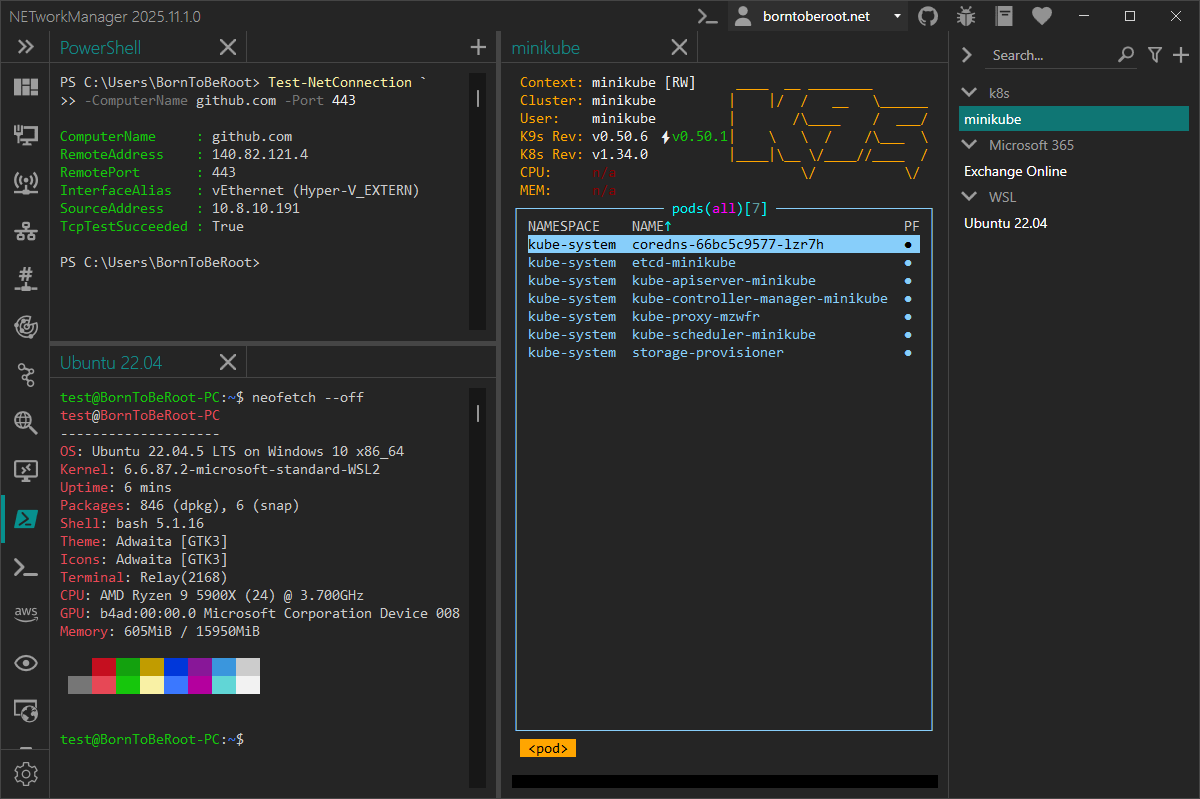 NETworkManager 2025.11.1.0
borntoberoot.net
PowerShell
PS C:\Users\BornToBeRoot> Test-NetConnection `
>> -ComputerName github.com -Port 443
ComputerName     : github.com
RemoteAddress    : 140.82.121.4
RemotePort       : 443
InterfaceAlias   : vEthernet (Hyper-V_EXTERN)
SourceAddress    : 10.8.10.191
TcpTestSucceeded : True
PS C:\Users\BornToBeRoot>
Ubuntu 22.04
test@BornToBeRoot-PC:~$ neofetch --off
test@BornToBeRoot-PC
--------------------
OS: Ubuntu 22.04.5 LTS on Windows 10 x86_64
Kernel: 6.6.87.2-microsoft-standard-WSL2
Uptime: 6 mins
Packages: 846 (dpkg), 6 (snap)
Shell: bash 5.1.16
Theme: Adwaita [GTK3]
Icons: Adwaita [GTK3]
Terminal: Relay(2168)
CPU: AMD Ryzen 9 5900X (24) @ 3.700GHz
GPU: b4ad:00:00.0 Microsoft Corporation Device 008
Memory: 605MiB / 15950MiB
test@BornToBeRoot-PC:~$
minikube
Context: minikube [RW]
Cluster: minikube
User:    minikube
K9s Rev: v0.50.6 ⚡v0.50.1
K8s Rev: v1.34.0
CPU:     n/a
MEM:     n/a
K9s
pods(all)[7]
NAMESPACE    NAME↑    PF
kube-system  coredns-66bc5c9577-lzr7h  ●
kube-system  etcd-minikube  ●
kube-system  kube-apiserver-minikube  ●
kube-system  kube-controller-manager-minikube  ●
kube-system  kube-proxy-mzwfr  ●
kube-system  kube-scheduler-minikube  ●
kube-system  storage-provisioner  ●
<pod>
Search...
k8s
minikube
Microsoft 365
Exchange Online
WSL
Ubuntu 22.04
aws